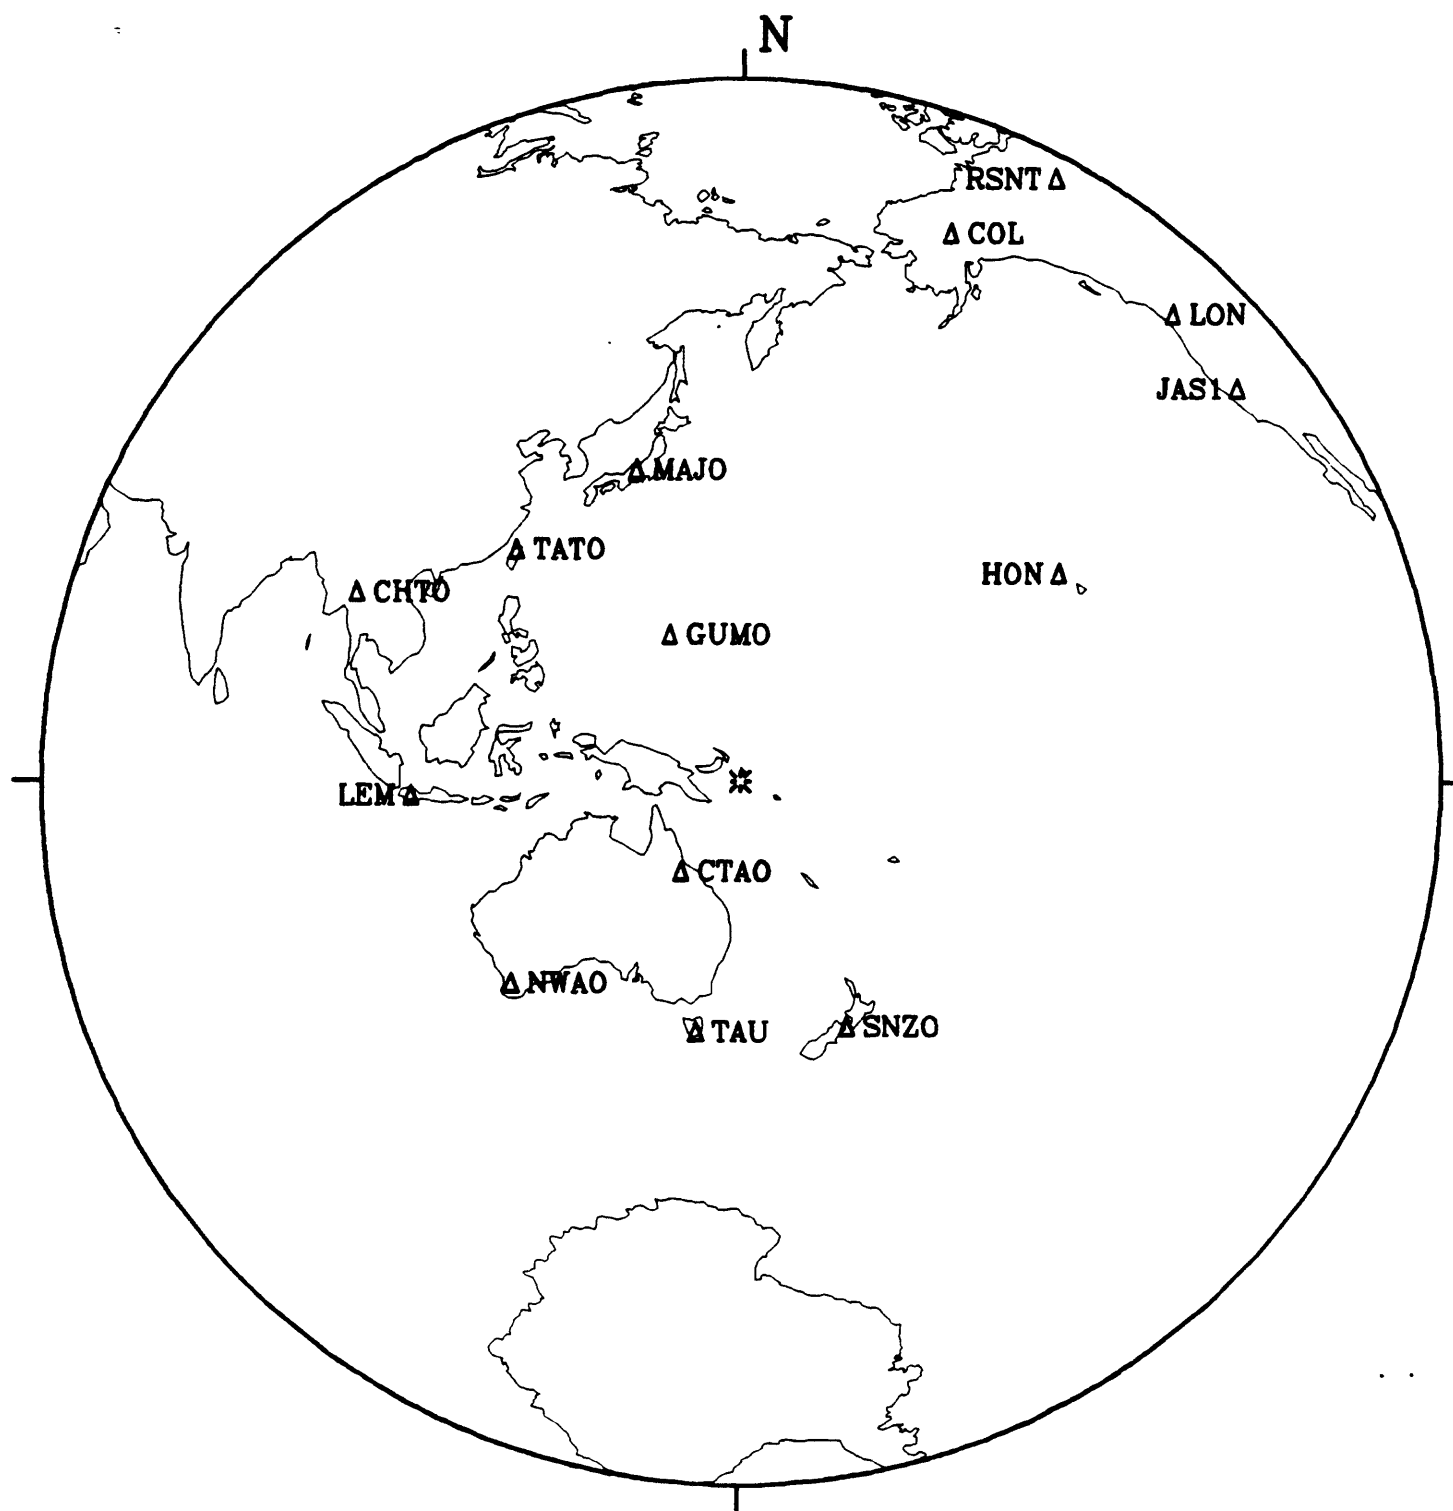 N
RSNT
COL
LON
JAS1
MAJO
TATO
HON
CHTO
GUMO
LEM
CTAO
NWAO
SNZO
TAU